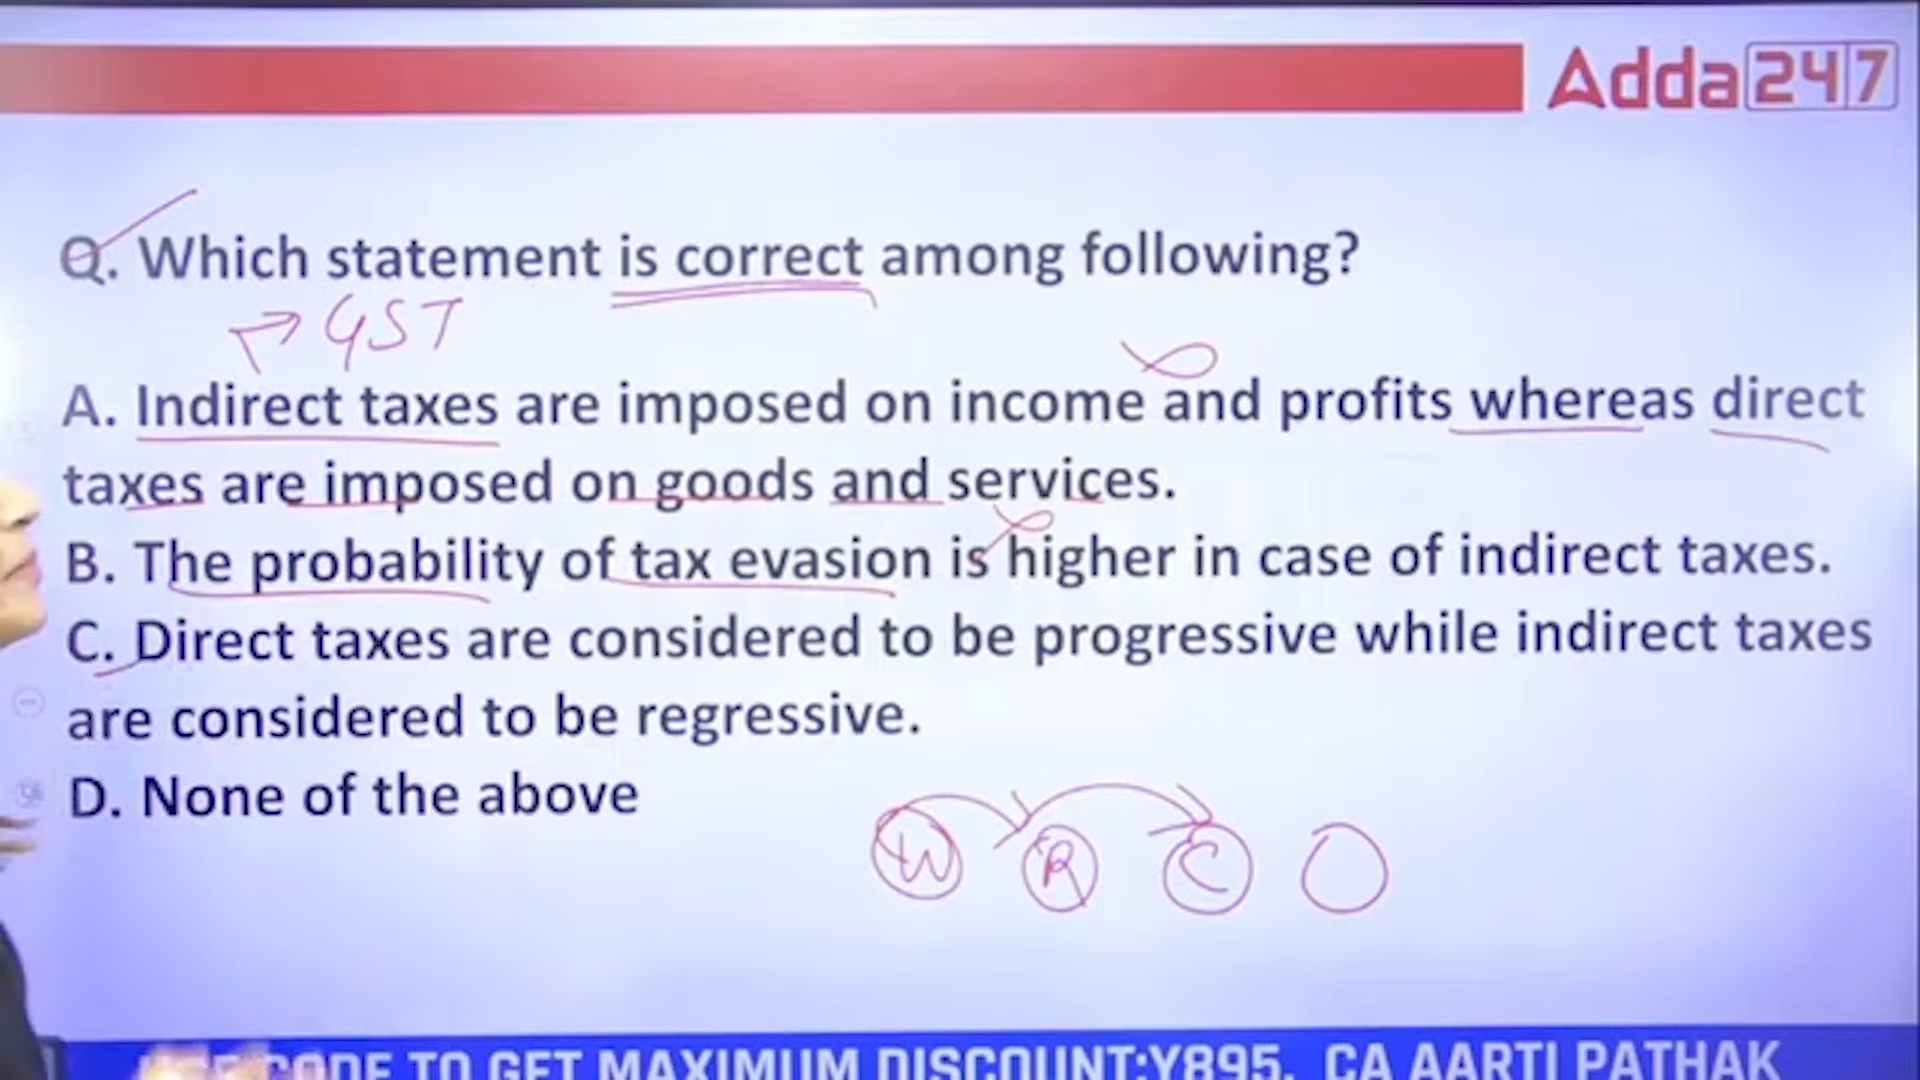 Adda247
Q. Which statement is correct among following?
GST
A. Indirect taxes are imposed on income and profits whereas direct
taxes are imposed on goods and services.
B. The probability of tax evasion is higher in case of indirect taxes.
C. Direct taxes are considered to be progressive while indirect taxes
are considered to be regressive.
D. None of the above
W R C
CODE TO GET MAXIMUM DISCOUNT:Y895, CA AARTI PATHAK